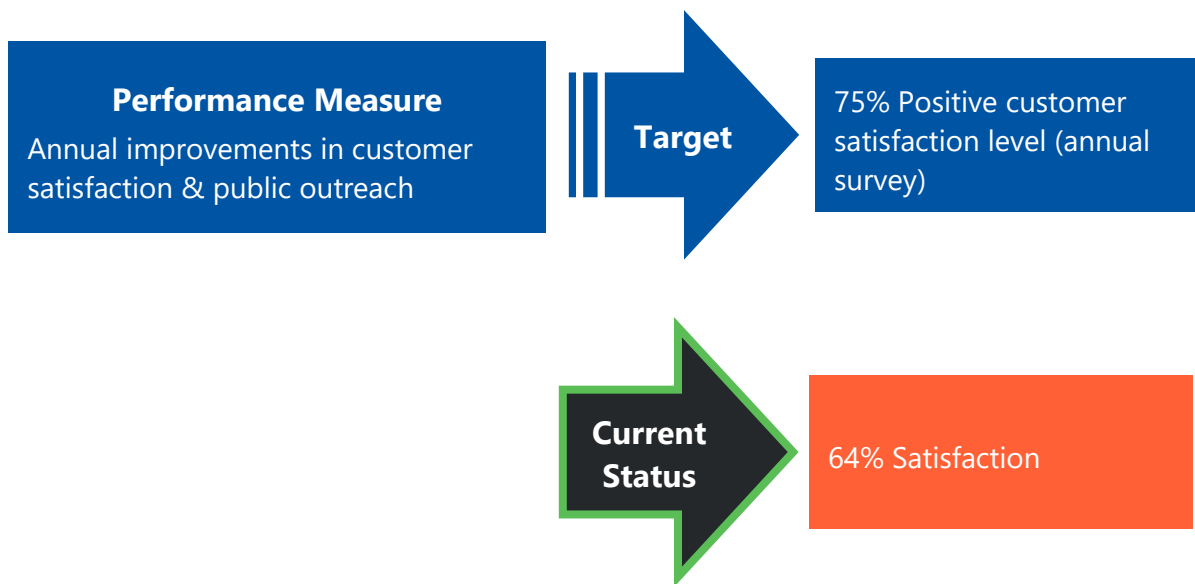 Performance Measure
Annual improvements in customer
satisfaction & public outreach
Target
75% Positive customer
satisfaction level (annual
survey)
Current
Status
64% Satisfaction